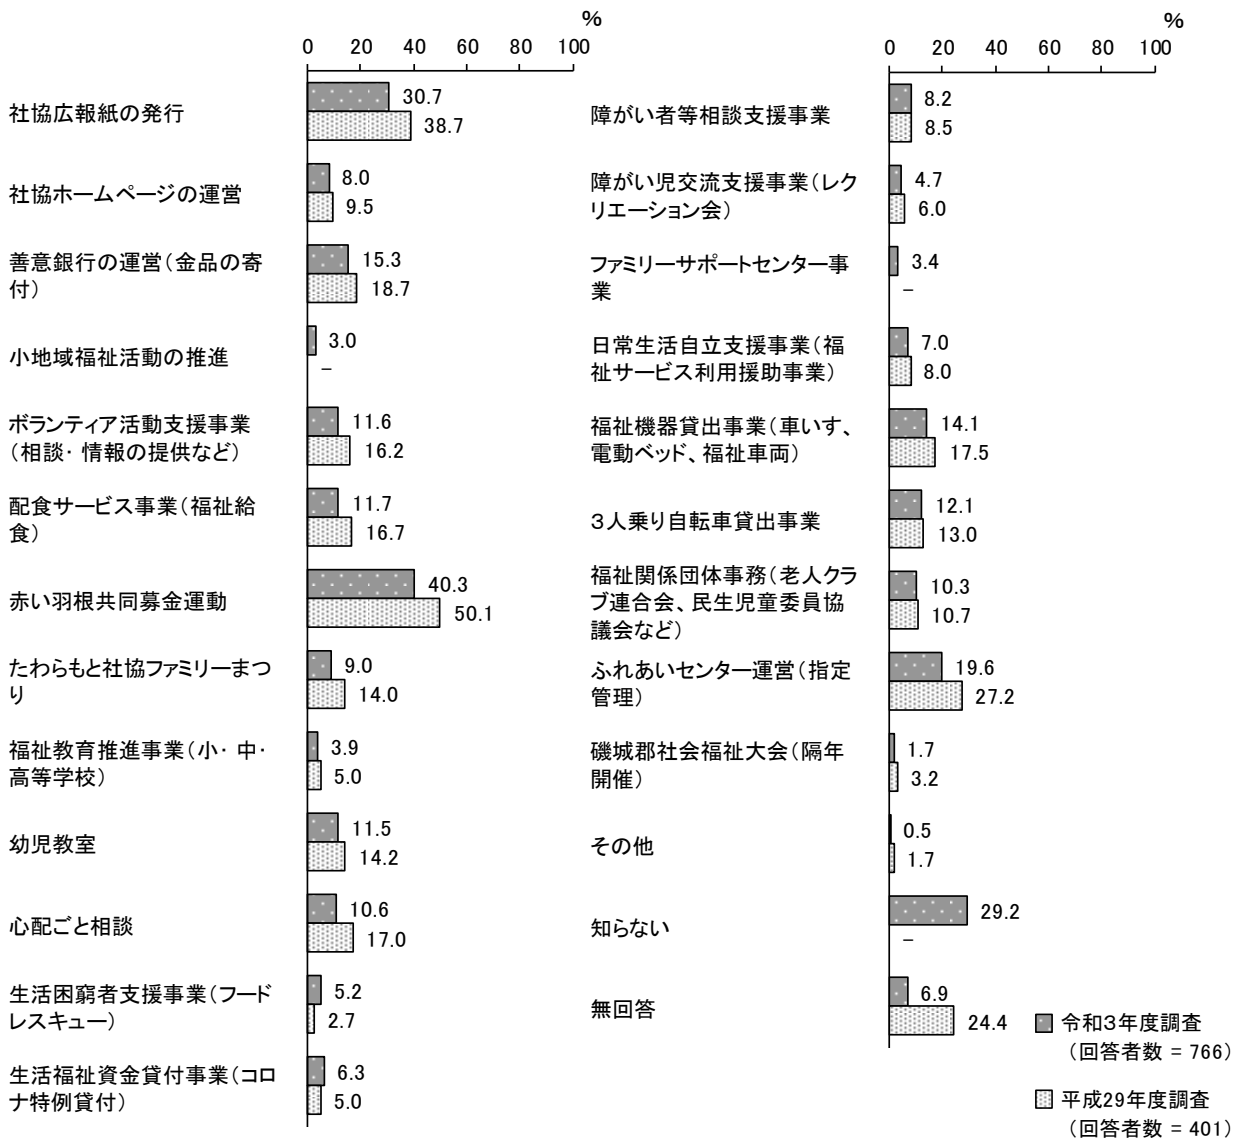 %
0 20 40 60 80 100
社協広報紙の発行
30.7
38.7
社協ホームページの運営
8.0
9.5
善意銀行の運営(金品の寄
付)
15.3
18.7
小地域福祉活動の推進
3.0
–
ボランティア活動支援事業
(相談・情報の提供など)
11.6
16.2
配食サービス事業(福祉給
食)
11.7
16.7
赤い羽根共同募金運動
40.3
50.1
たわらもと社協ファミリーまつ
り
9.0
14.0
福祉教育推進事業(小・中・
高等学校)
3.9
5.0
幼児教室
11.5
14.2
心配ごと相談
10.6
17.0
生活困窮者支援事業(フード
レスキュー)
5.2
2.7
生活福祉資金貸付事業(コロ
ナ特例貸付)
6.3
5.0
%
0 20 40 60 80 100
障がい者等相談支援事業
8.2
8.5
障がい児交流支援事業(レク
リエーション会)
4.7
6.0
ファミリーサポートセンター事
業
3.4
–
日常生活自立支援事業(福
祉サービス利用援助事業)
7.0
8.0
福祉機器貸出事業(車いす、
電動ベッド、福祉車両)
14.1
17.5
3人乗り自転車貸出事業
12.1
13.0
福祉関係団体事務(老人クラ
ブ連合会、民生児童委員協
議会など)
10.3
10.7
ふれあいセンター運営(指定
管理)
19.6
27.2
磯城郡社会福祉大会(隔年
開催)
1.7
3.2
その他
0.5
1.7
知らない
29.2
–
無回答
6.9
24.4
令和3年度調査
(回答者数 = 766)
平成29年度調査
(回答者数 = 401)